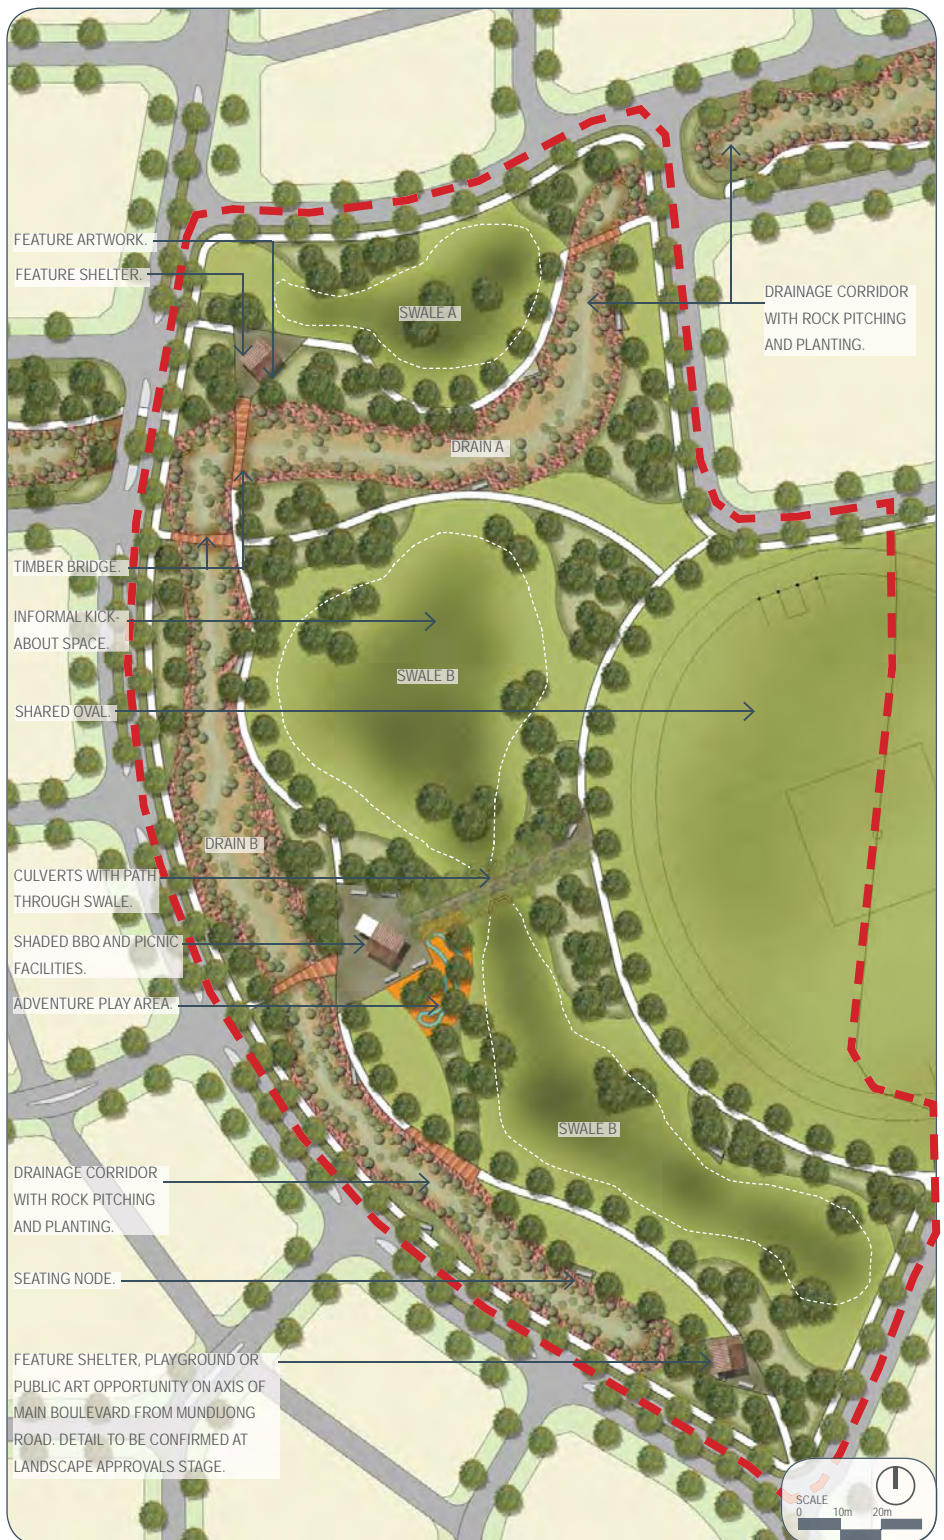 FEATURE ARTWORK.
FEATURE SHELTER.
SWALE A
DRAINAGE CORRIDOR
WITH ROCK PITCHING
AND PLANTING.
DRAIN A
TIMBER BRIDGE.
INFORMAL KICK-
ABOUT SPACE.
SWALE B
SHARED OVAL.
DRAIN B
CULVERTS WITH PATH
THROUGH SWALE.
SHADED BBQ AND PICNIC
FACILITIES.
ADVENTURE PLAY AREA.
SWALE B
DRAINAGE CORRIDOR
WITH ROCK PITCHING
AND PLANTING.
SEATING NODE.
FEATURE SHELTER, PLAYGROUND OR
PUBLIC ART OPPORTUNITY ON AXIS OF
MAIN BOULEVARD FROM MUNDIJONG
ROAD. DETAIL TO BE CONFIRMED AT
LANDSCAPE APPROVALS STAGE.
SCALE
0 10m 20m